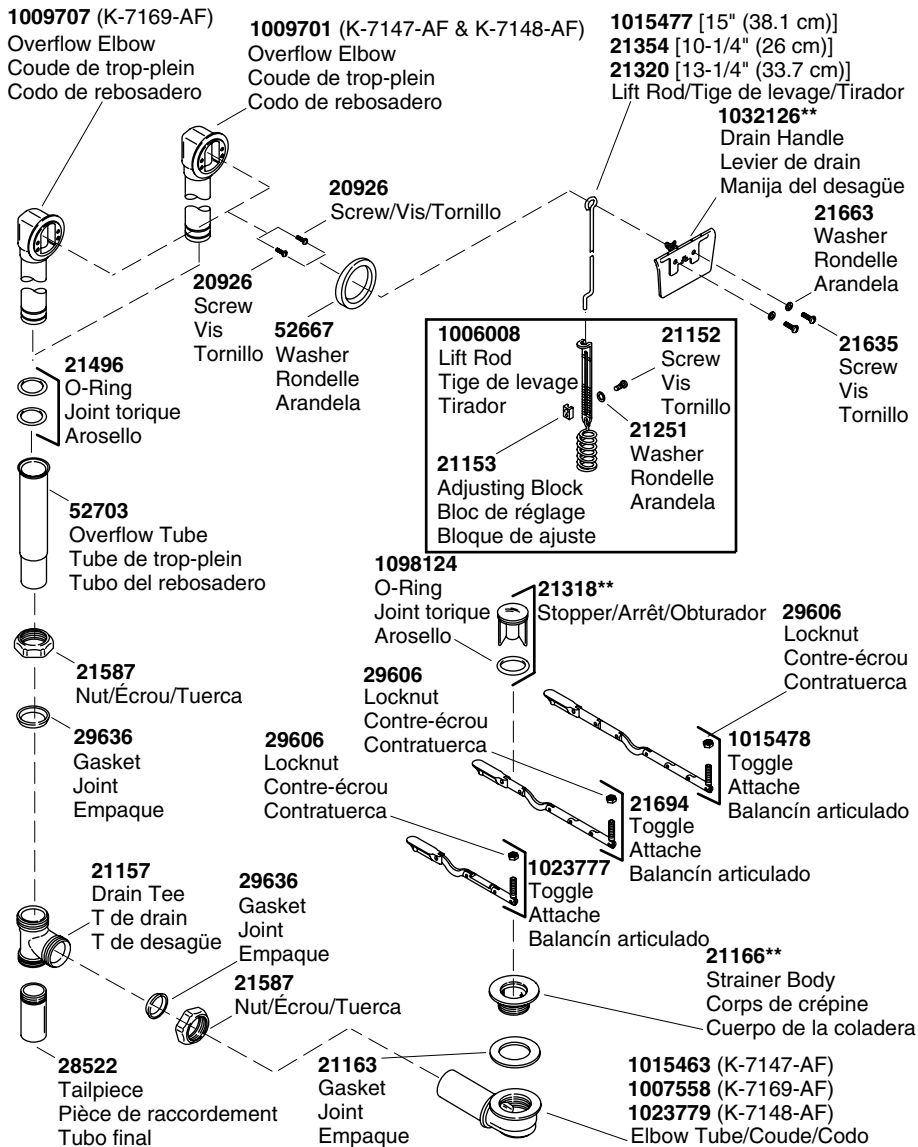 1009707 (K-7169-AF)
Overflow Elbow
Coude de trop-plein
Codo de rebosadero
1009701 (K-7147-AF & K-7148-AF)
Overflow Elbow
Coude de trop-plein
Codo de rebosadero
1015477 [15" (38.1 cm)]
21354 [10-1/4" (26 cm)]
21320 [13-1/4" (33.7 cm)]
Lift Rod/Tige de levage/Tirador
1032126**
Drain Handle
Levier de drain
Manija del desagüe
20926
Screw/Vis/Tornillo
21663
Washer
Rondelle
Arandela
20926
Screw
Vis
Tornillo
52667
Washer
Rondelle
Arandela
1006008
Lift Rod
Tige de levage
Tirador
21152
Screw
Vis
Tornillo
21635
Screw
Vis
Tornillo
21496
O-Ring
Joint torique
Arosello
21251
Washer
Rondelle
Arandela
21153
Adjusting Block
Bloc de réglage
Bloque de ajuste
52703
Overflow Tube
Tube de trop-plein
Tubo del rebosadero
1098124
O-Ring
Joint torique
Arosello
21318**
Stopper/Arrêt/Obturador
29606
Locknut
Contre-écrou
Contratuerca
21587
Nut/Écrou/Tuerca
29606
Locknut
Contre-écrou
Contratuerca
29636
Gasket
Joint
Empaque
29606
Locknut
Contre-écrou
Contratuerca
1015478
Toggle
Attache
Balancín articulado
21694
Toggle
Attache
Balancín articulado
1023777
Toggle
Attache
Balancín articulado
21157
Drain Tee
T de drain
T de desagüe
29636
Gasket
Joint
Empaque
21587
Nut/Écrou/Tuerca
21166**
Strainer Body
Corps de crépine
Cuerpo de la coladera
28522
Tailpiece
Pièce de raccordement
Tubo final
21163
Gasket
Joint
Empaque
1015463 (K-7147-AF)
1007558 (K-7169-AF)
1023779 (K-7148-AF)
Elbow Tube/Coude/Codo